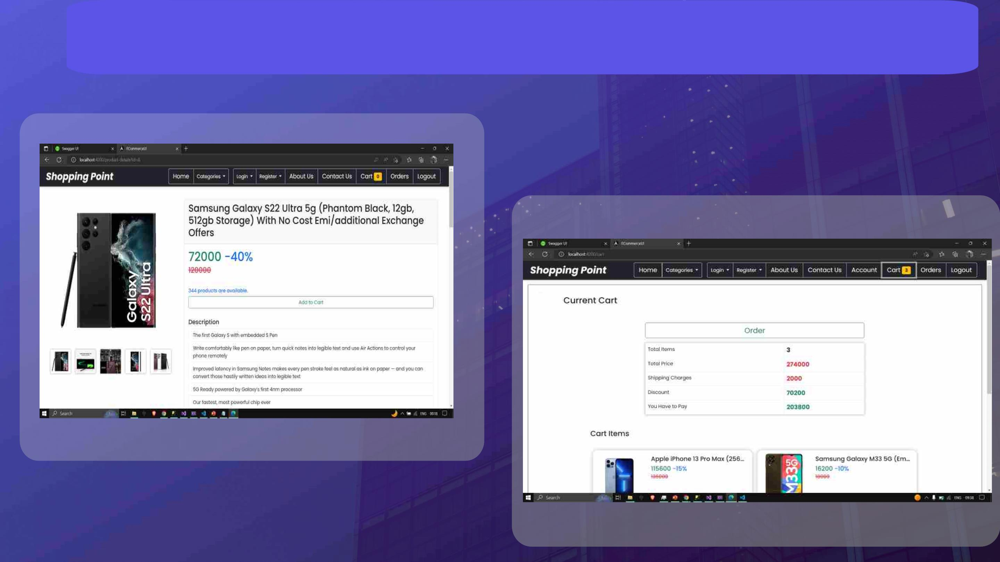 Swagger UI
ECommerceUI
localhost:4200/product-details?id=3
Shopping Point
Home Categories Login Register About Us Contact Us Cart 0 Orders Logout
Samsung Galaxy S22 Ultra 5g (Phantom Black, 12gb,
512gb Storage) With No Cost Emi/additional Exchange
Offers
72000 -40%
120000
344 products are available.
Add to Cart
Galaxy
S22 Ultra
Description
The first Galaxy S with embedded S Pen
Write comfortably like pen on paper, turn quick notes into legible text and use Air Actions to control your
phone remotely
Improved latency in Samsung Notes makes every pen stroke feel as natural as ink on paper — and you can
convert those hastily written ideas into legible text
5G Ready powered by Galaxy's first 4nm processor
Our fastest, most powerful chip ever
Search
ENG 00:18
Swagger UI
ECommerceUI
localhost:4200/cart
Shopping Point
Home Categories Login Register About Us Contact Us Account Cart 3 Orders Logout
Current Cart
Order
Total Items 3
Total Price 274000
Shipping Charges 2000
Discount 70200
You Have to Pay 203800
Cart Items
Apple iPhone 13 Pro Max (256...
115600 -15%
136000
5G
M33
Samsung Galaxy M33 5G (Em...
16200 -10%
18000
Search
ENG 09:38